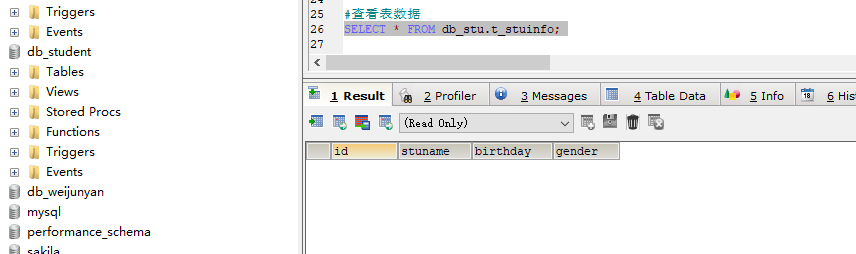 Triggers
Events
db_student
Tables
Views
Stored Procs
Functions
Triggers
Events
db_weijunyan
mysql
performance_schema
sakila
24
25 #查看表数据
26 SELECT * FROM db_stu.t_stuinfo;
27
1 Result 2 Profiler 3 Messages 4 Table Data 5 Info 18 6 His
(Read Only)
id stuname birthday gender